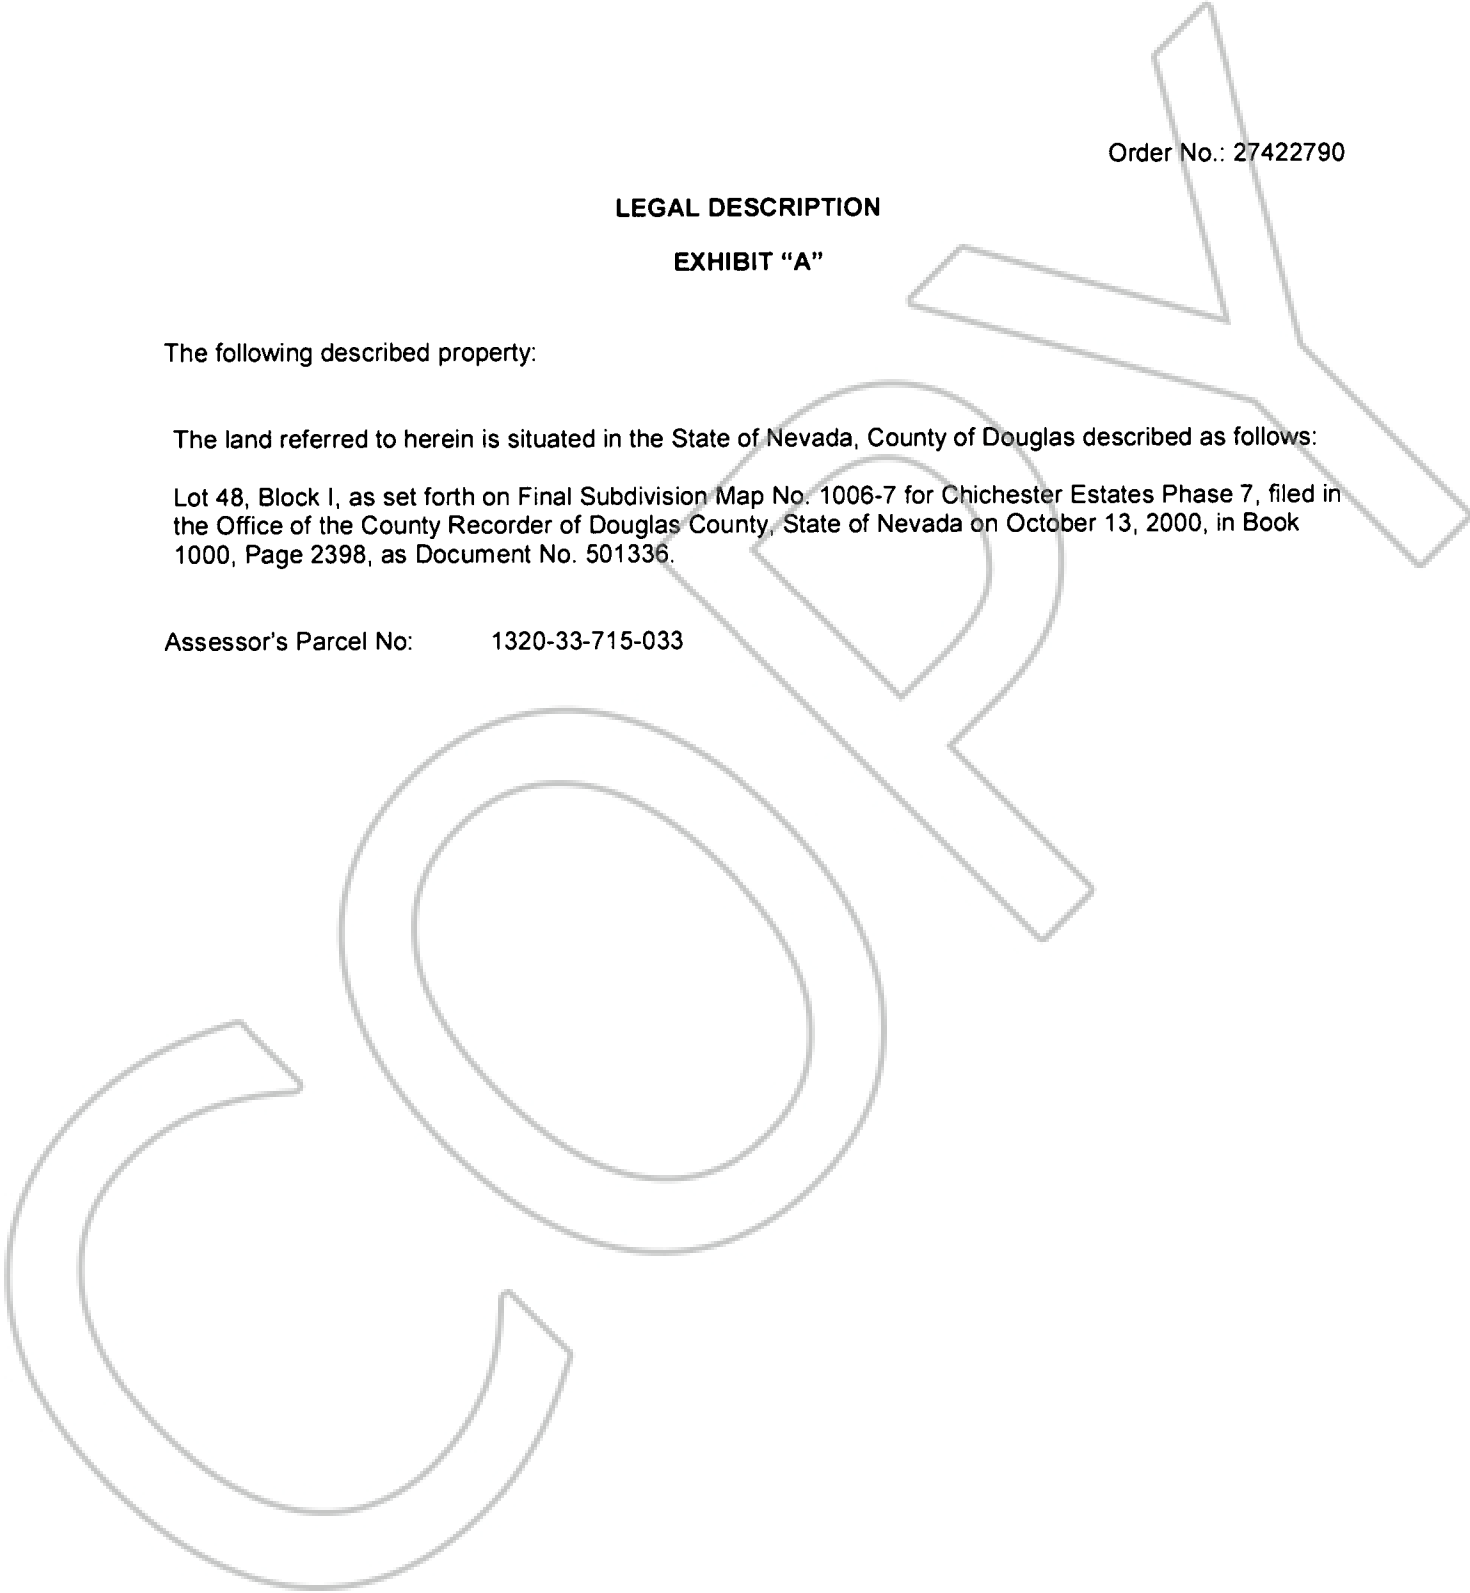 Order No.: 27422790
LEGAL DESCRIPTION
EXHIBIT “A”
The following described property:
The land referred to herein is situated in the State of Nevada, County of Douglas described as follows:
Lot 48, Block I, as set forth on Final Subdivision Map No. 1006-7 for Chichester Estates Phase 7, filed in
the Office of the County Recorder of Douglas County, State of Nevada on October 13, 2000, in Book
1000, Page 2398, as Document No. 501336.
Assessor's Parcel No: 1320-33-715-033
COPY